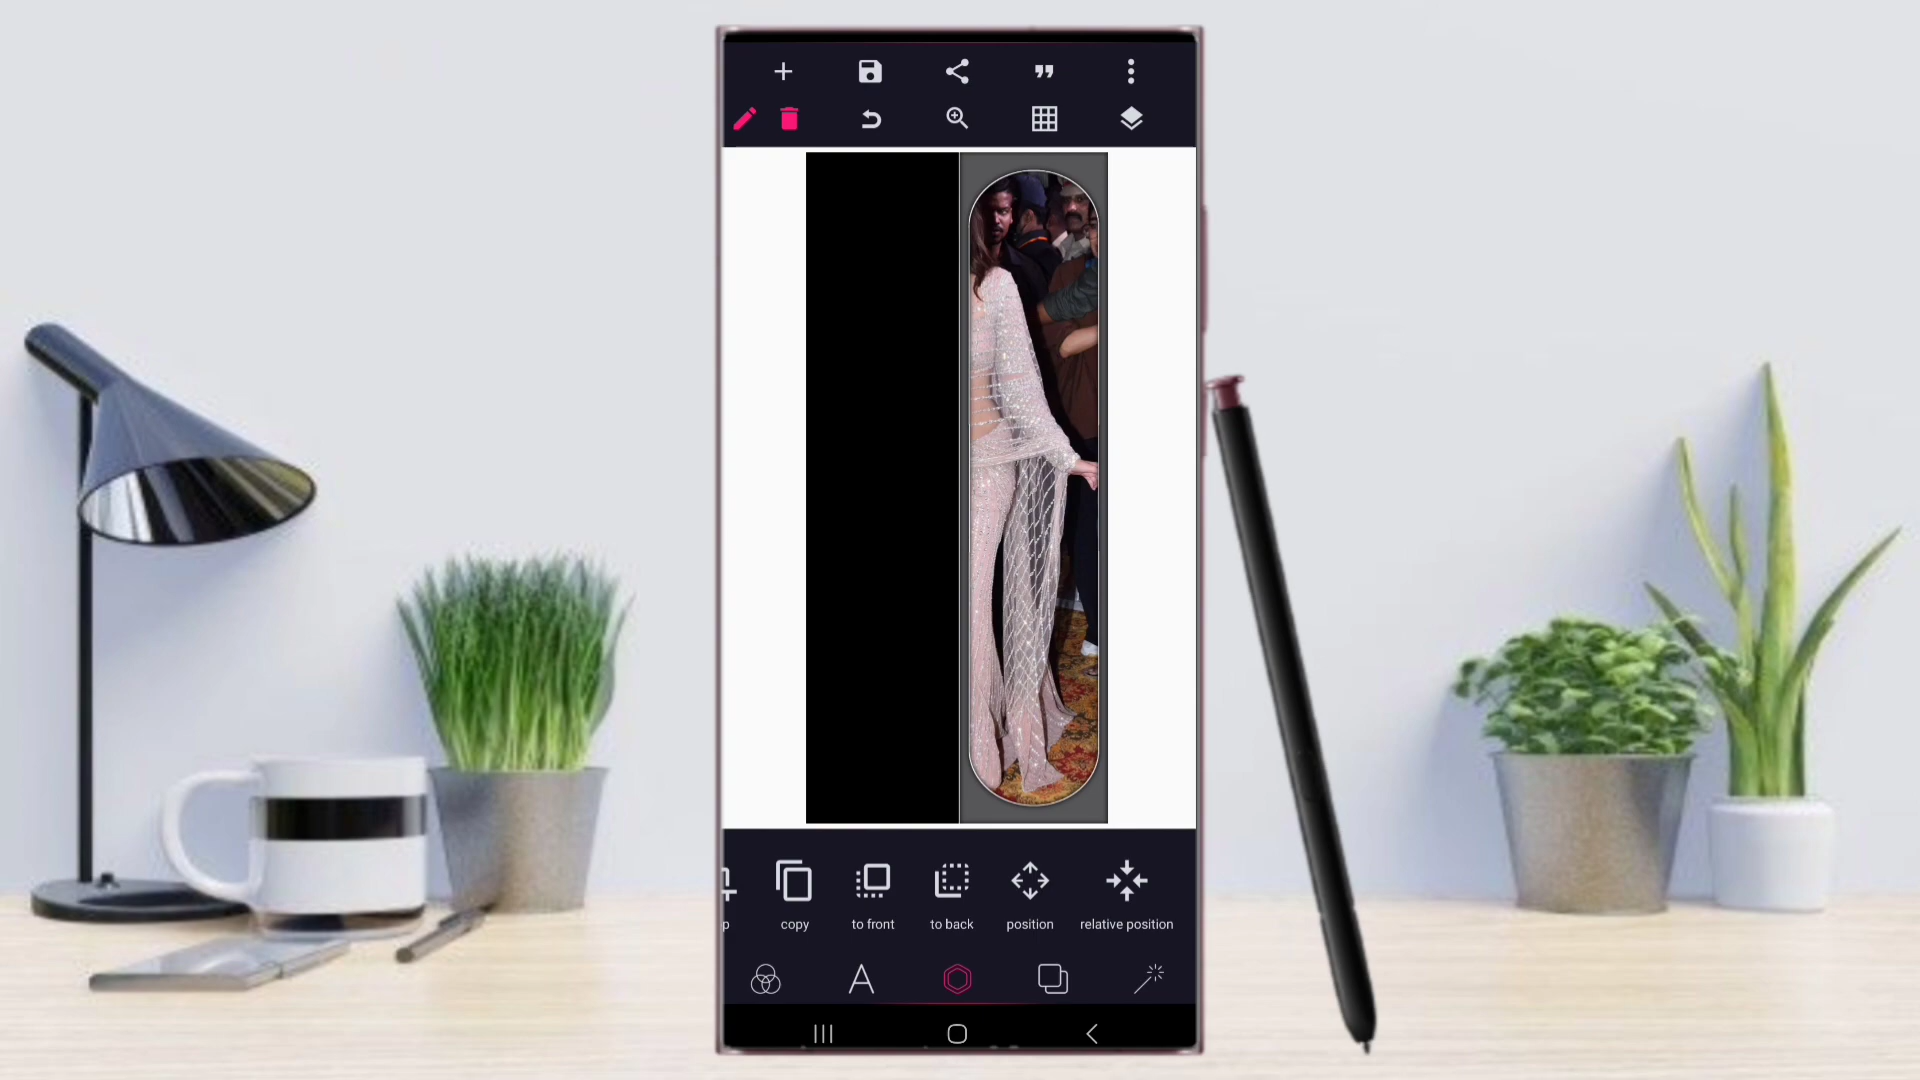 copy
to front
to back
position
relative position